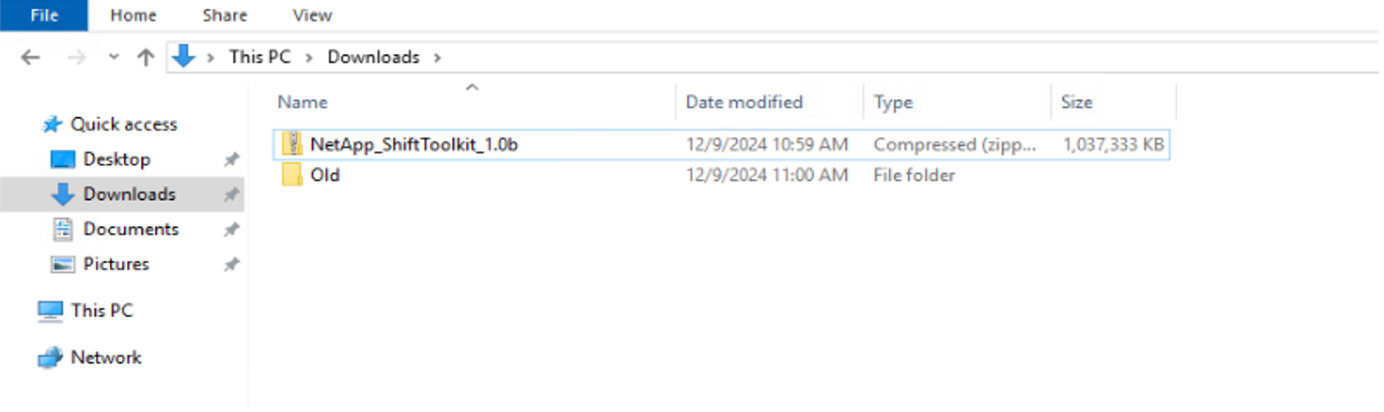 File Home Share View
This PC > Downloads >
Name Date modified Type Size
Quick access
NetApp_ShiftToolkit_1.0b 12/9/2024 10:59 AM Compressed (zipp... 1,037,333 KB
Desktop
Old 12/9/2024 11:00 AM File folder
Downloads
Documents
Pictures
This PC
Network